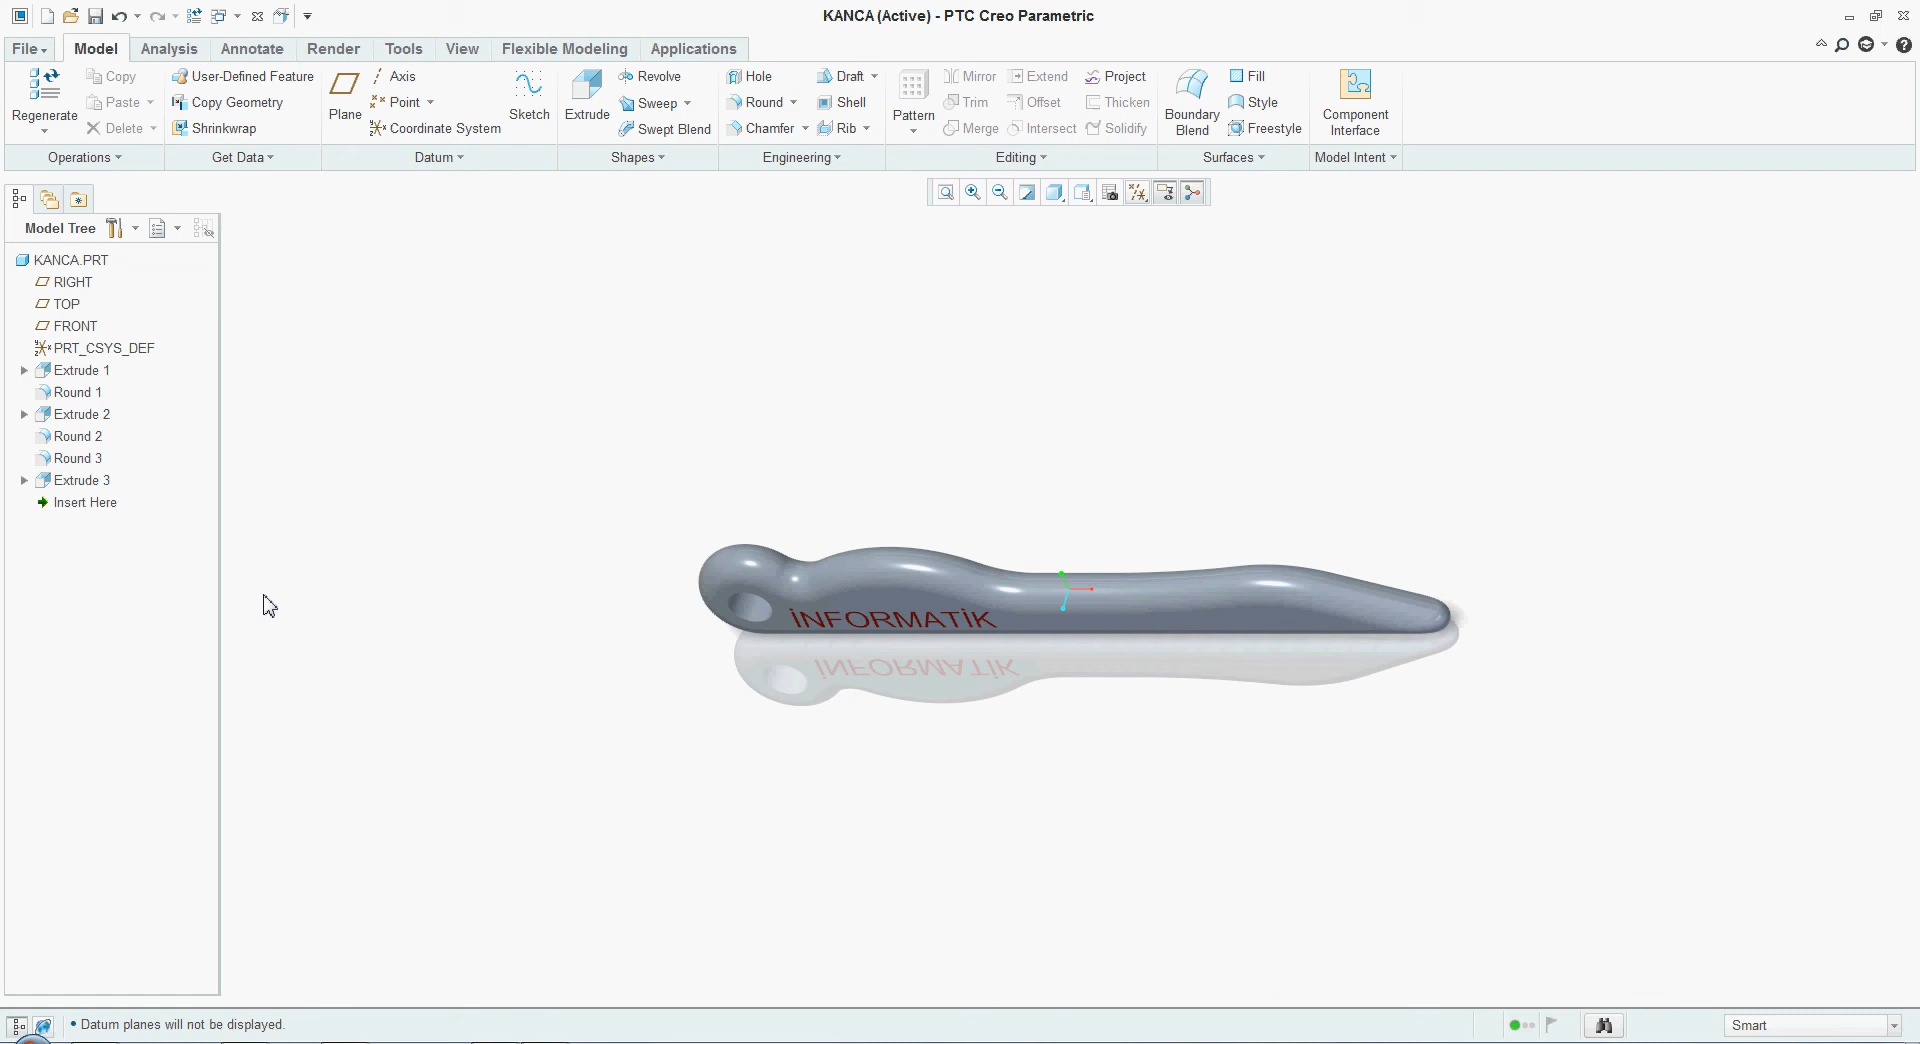 KANCA (Active) - PTC Creo Parametric
File Model Analysis Annotate Render Tools View Flexible Modeling Applications
Regenerate
Copy
Paste
Delete
Operations
User-Defined Feature
Copy Geometry
Shrinkwrap
Get Data
Plane
Axis
Point
Coordinate System
Sketch
Datum
Extrude
Revolve
Sweep
Swept Blend
Shapes
Hole
Round
Chamfer
Draft
Shell
Rib
Engineering
Pattern
Mirror
Trim
Merge
Extend
Offset
Intersect
Project
Thicken
Solidify
Editing
Boundary
Blend
Fill
Style
Freestyle
Surfaces
Component
Interface
Model Intent
Model Tree
KANCA.PRT
RIGHT
TOP
FRONT
PRT_CSYS_DEF
Extrude 1
Round 1
Extrude 2
Round 2
Round 3
Extrude 3
Insert Here
İNFORMATİK
İNFORMATİK
• Datum planes will not be displayed.
Smart